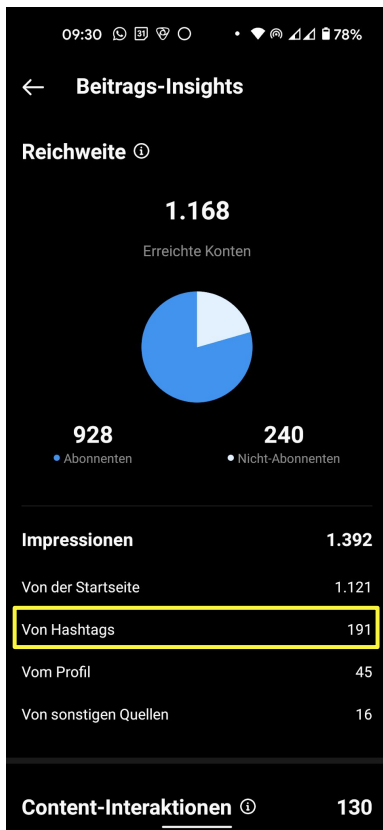 09:30 31 78%
Beitrags-Insights
Reichweite
1.168
Erreichte Konten
928 240
Abonnenten Nicht-Abonnenten
Impressionen 1.392
Von der Startseite 1.121
Von Hashtags 191
Vom Profil 45
Von sonstigen Quellen 16
Content-Interaktionen 130